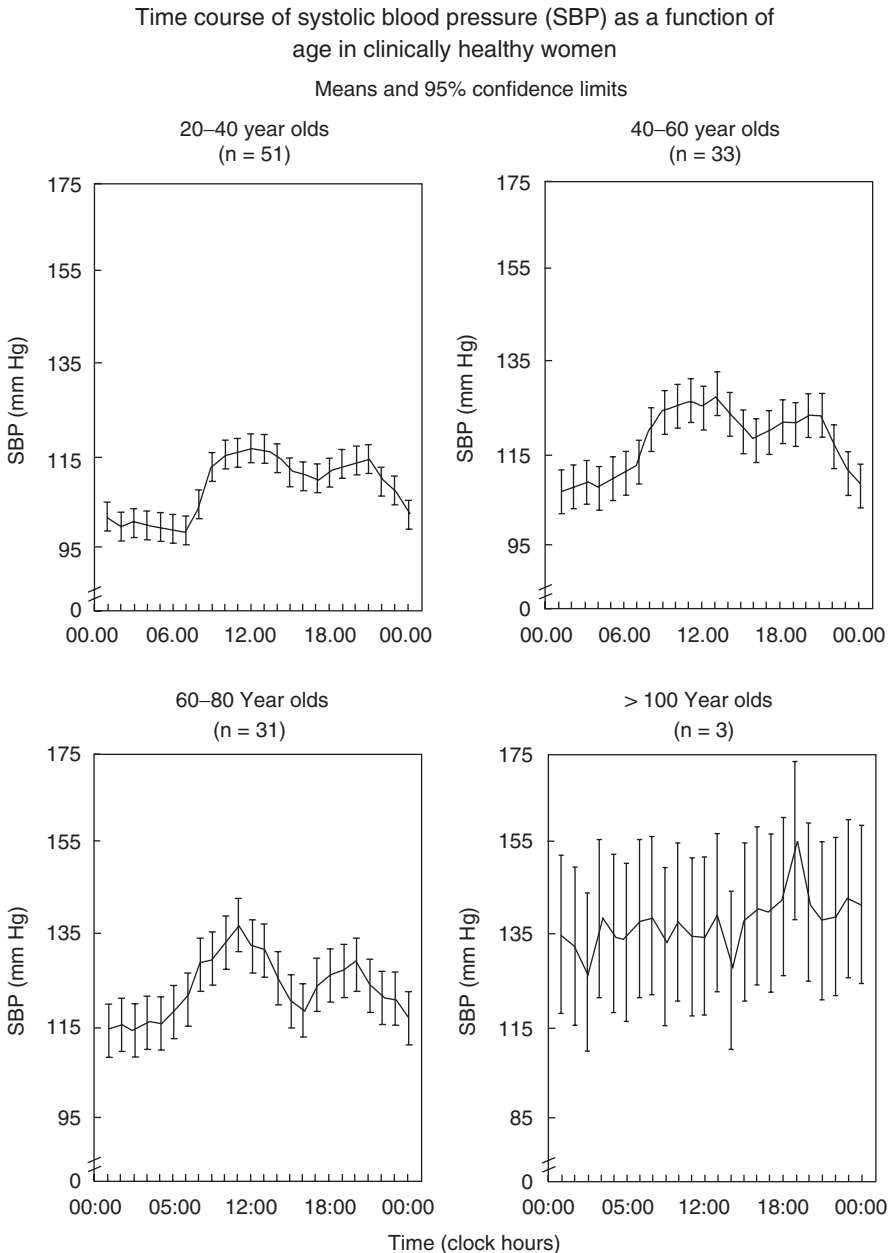 Time course of systolic blood pressure (SBP) as a function of
age in clinically healthy women
Means and 95% confidence limits
20–40 year olds
(n = 51)
175
155
135
115
95
0
SBP (mm Hg)
00.00 06.00 12.00 18.00 00.00
40–60 year olds
(n = 33)
175
155
135
115
95
0
SBP (mm Hg)
00.00 06.00 12.00 18.00 00.00
60–80 Year olds
(n = 31)
175
155
135
115
95
0
SBP (mm Hg)
00:00 05:00 12:00 18:00 00:00
> 100 Year olds
(n = 3)
175
155
135
115
85
0
SBP (mm Hg)
00:00 05:00 12:00 18:00 00:00
Time (clock hours)